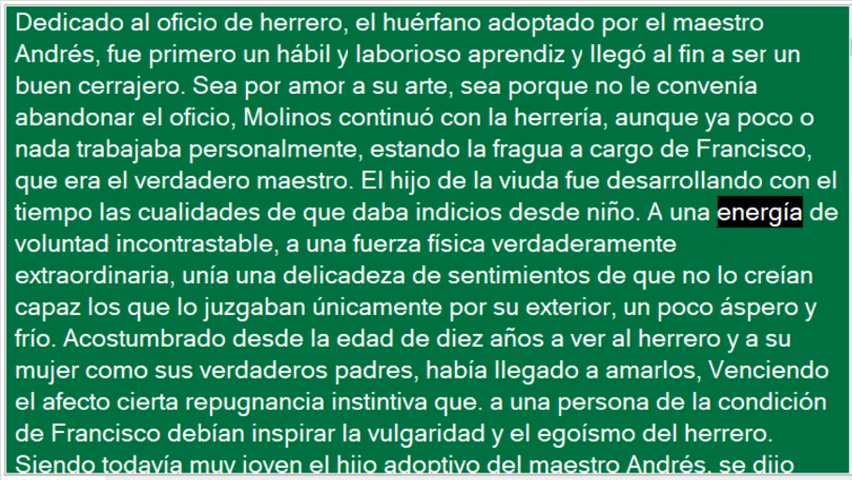 Dedicado al oficio de herrero, el huérfano adoptado por el maestro
Andrés, fue primero un hábil y laborioso aprendiz y llegó al fin a ser un
buen cerrajero. Sea por amor a su arte, sea porque no le convenía
abandonar el oficio, Molinos continuó con la herrería, aunque ya poco o
nada trabajaba personalmente, estando la fragua a cargo de Francisco,
que era el verdadero maestro. El hijo de la viuda fue desarrollando con el
tiempo las cualidades de que daba indicios desde niño. A una energía de
voluntad incontrastable, a una fuerza física verdaderamente
extraordinaria, unía una delicadeza de sentimientos de que no lo creían
capaz los que lo juzgaban únicamente por su exterior, un poco áspero y
frío. Acostumbrado desde la edad de diez años a ver al herrero y a su
mujer como sus verdaderos padres, había llegado a amarlos, Venciendo
el afecto cierta repugnancia instintiva que. a una persona de la condición
de Francisco debían inspirar la vulgaridad y el egoísmo del herrero.
Siendo todavía muy joven el hijo adoptivo del maestro Andrés, se dijo